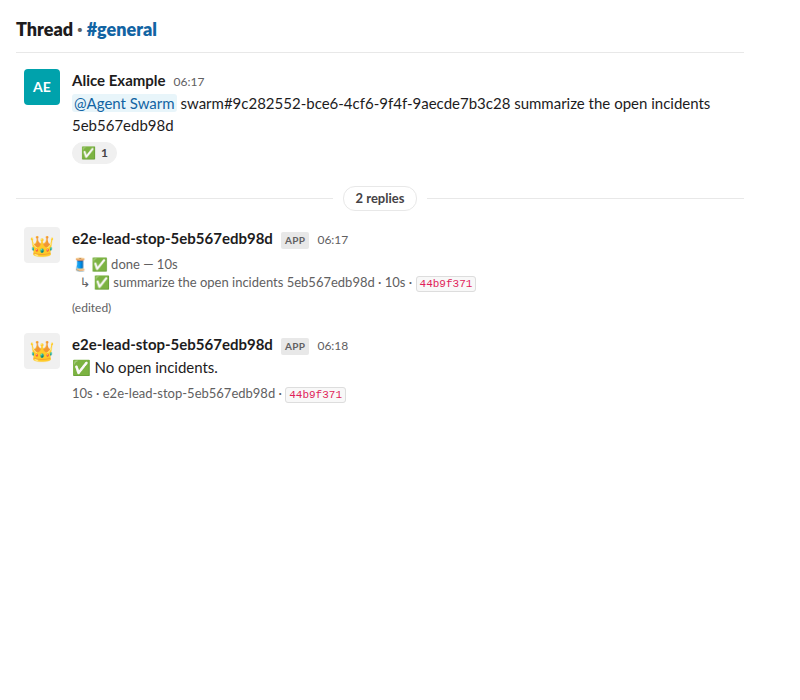 Thread • #general
AE
Alice Example 06:17
@Agent Swarm swarm#9c282552-bce6-4cf6-9f4f-9aecde7b3c28 summarize the open incidents
5eb567edb98d
✅ 1
2 replies
e2e-lead-stop-5eb567edb98d APP 06:17
🧵 ✅ done — 10s
↳ ✅ summarize the open incidents 5eb567edb98d · 10s · 44b9f371
(edited)
e2e-lead-stop-5eb567edb98d APP 06:18
✅ No open incidents.
10s · e2e-lead-stop-5eb567edb98d · 44b9f371